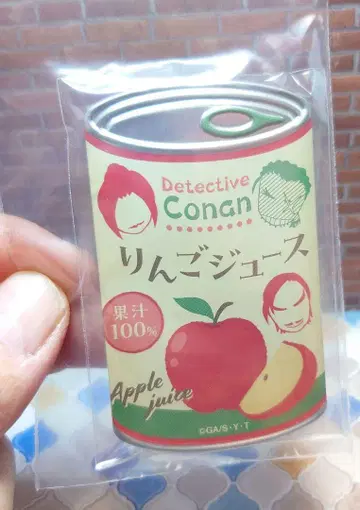 Detective
Conan
りんごジュース
果汁
100%
Apple
juice
©GA/S・Y・T